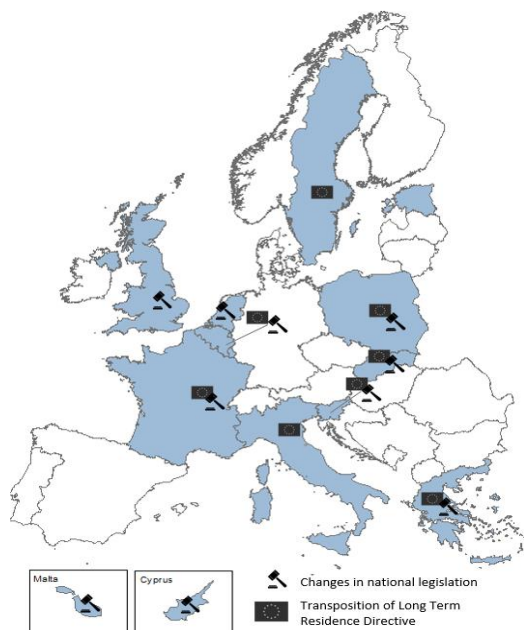 Malta
Cyprus
Changes in national legislation
Transposition of Long Term
Residence Directive